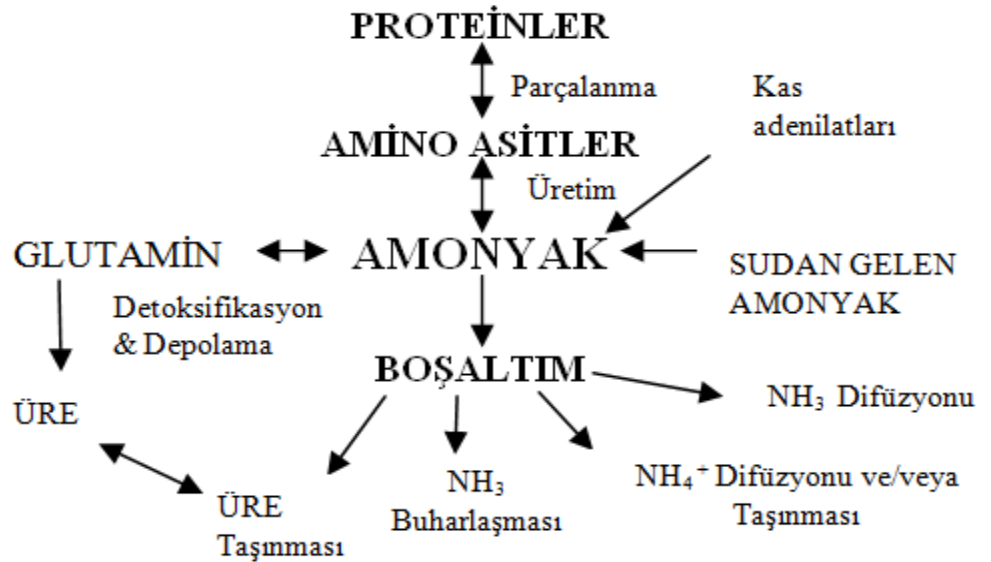 PROTEİNLER
Parçalanma
Kas
adenilatları
AMİNO ASİTLER
Üretim
GLUTAMİN
AMONYAK
SUDAN GELEN
AMONYAK
Detoksifikasyon
& Depolama
BOŞALTIM
NH₃ Difüzyonu
ÜRE
ÜRE
Taşınması
NH₃
Buharlaşması
NH₄⁺ Difüzyonu ve/veya
Taşınması